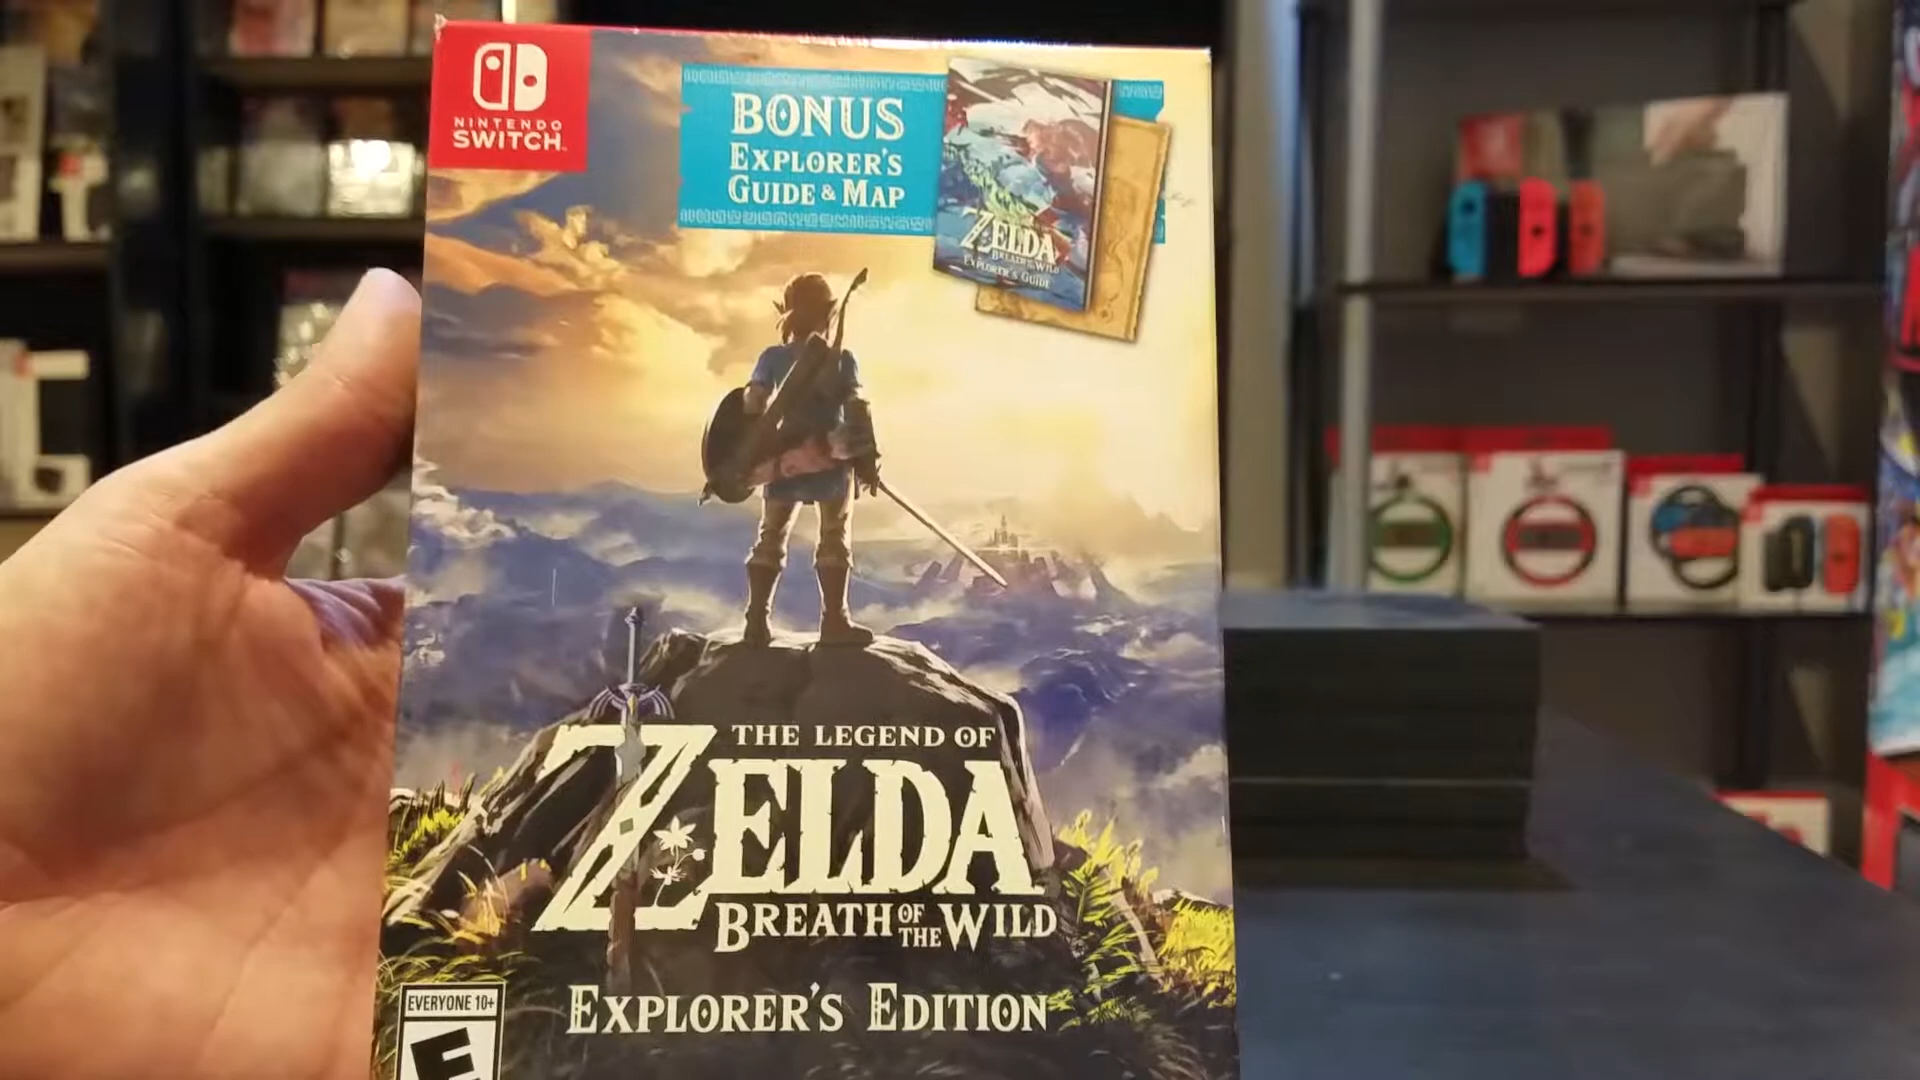 NINTENDO
SWITCH
BONUS
EXPLORER'S
GUIDE & MAP
ZELDA
BREATH OF THE WILD
EXPLORER'S GUIDE
THE LEGEND OF
ZELDA
BREATH OF THE WILD
EXPLORER'S EDITION
EVERYONE 10+
E